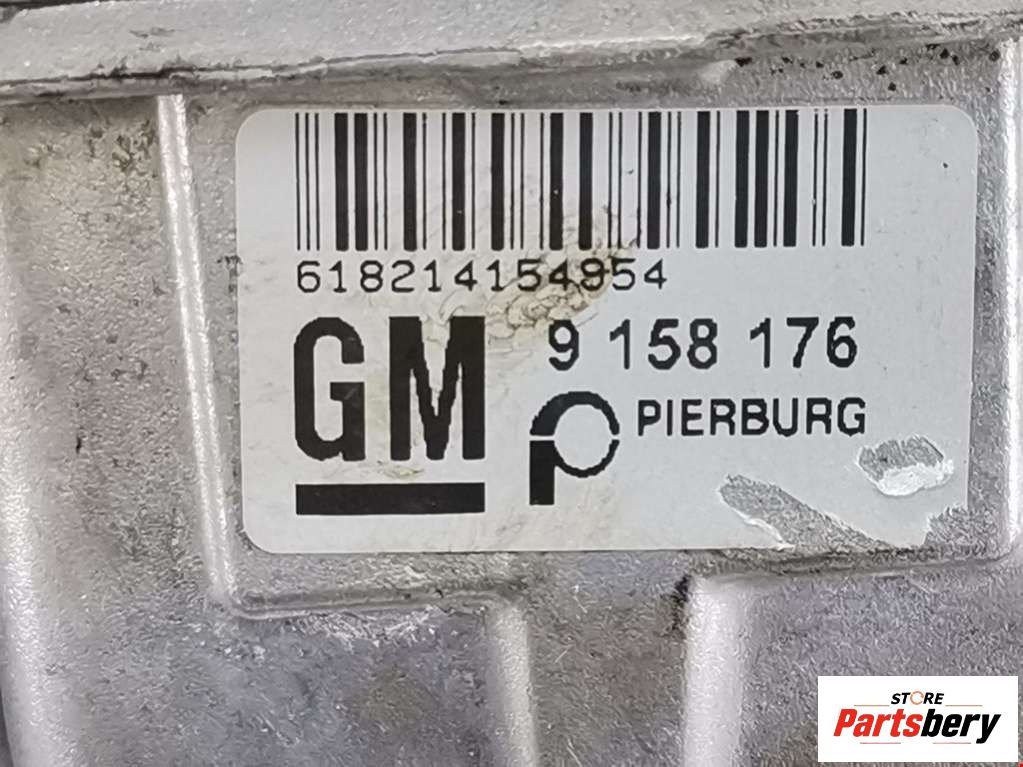 618214154954
GM 9 158 176
PIERBURG
STORE
Partsbery